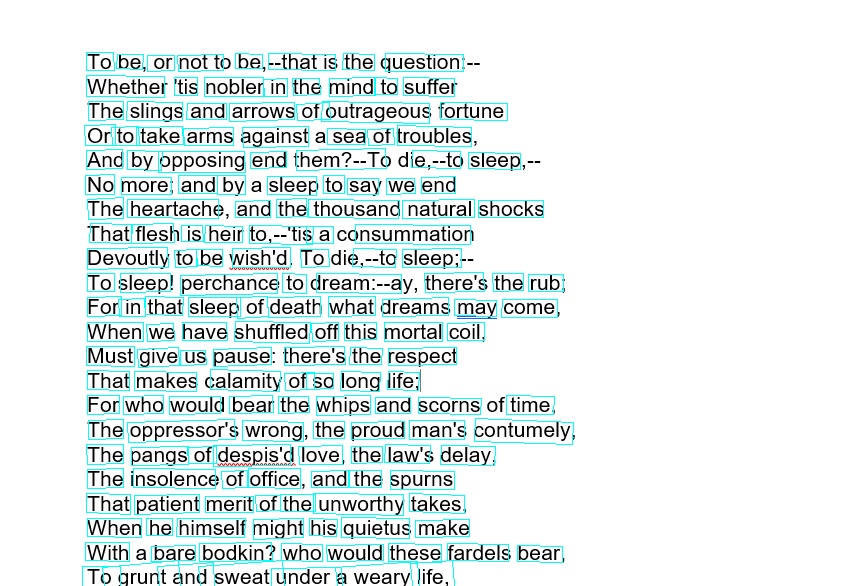 To be, or not to be,--that is the question:--
Whether 'tis nobler in the mind to suffer
The slings and arrows of outrageous fortune
Or to take arms against a sea of troubles,
And by opposing end them?--To die,--to sleep,--
No more; and by a sleep to say we end
The heartache, and the thousand natural shocks
That flesh is heir to,--'tis a consummation
Devoutly to be wish'd. To die,--to sleep;--
To sleep! perchance to dream:--ay, there's the rub;
For in that sleep of death what dreams may come,
When we have shuffled off this mortal coil,
Must give us pause: there's the respect
That makes calamity of so long life;
For who would bear the whips and scorns of time,
The oppressor's wrong, the proud man's contumely,
The pangs of despis'd love, the law's delay,
The insolence of office, and the spurns
That patient merit of the unworthy takes,
When he himself might his quietus make
With a bare bodkin? who would these fardels bear,
To grunt and sweat under a weary life,